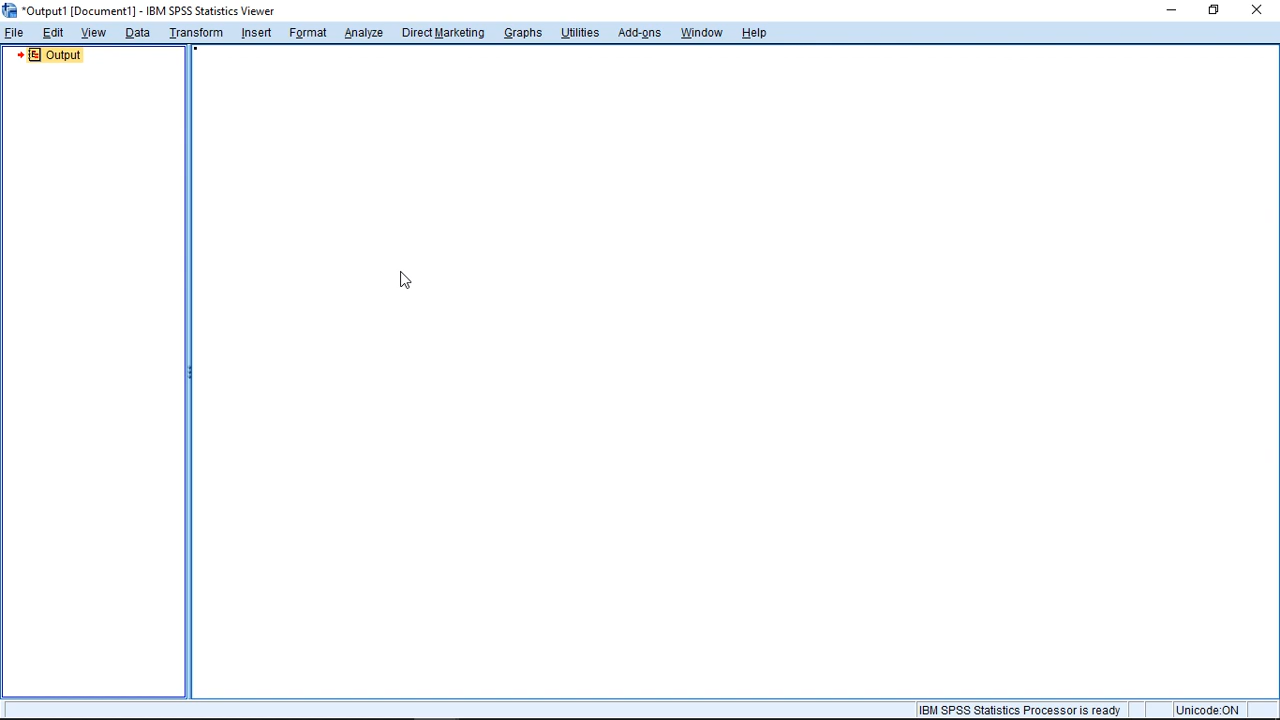 *Output1 [Document1] - IBM SPSS Statistics Viewer
File Edit View Data Transform Insert Format Analyze Direct Marketing Graphs Utilities Add-ons Window Help
Output
IBM SPSS Statistics Processor is ready Unicode:ON